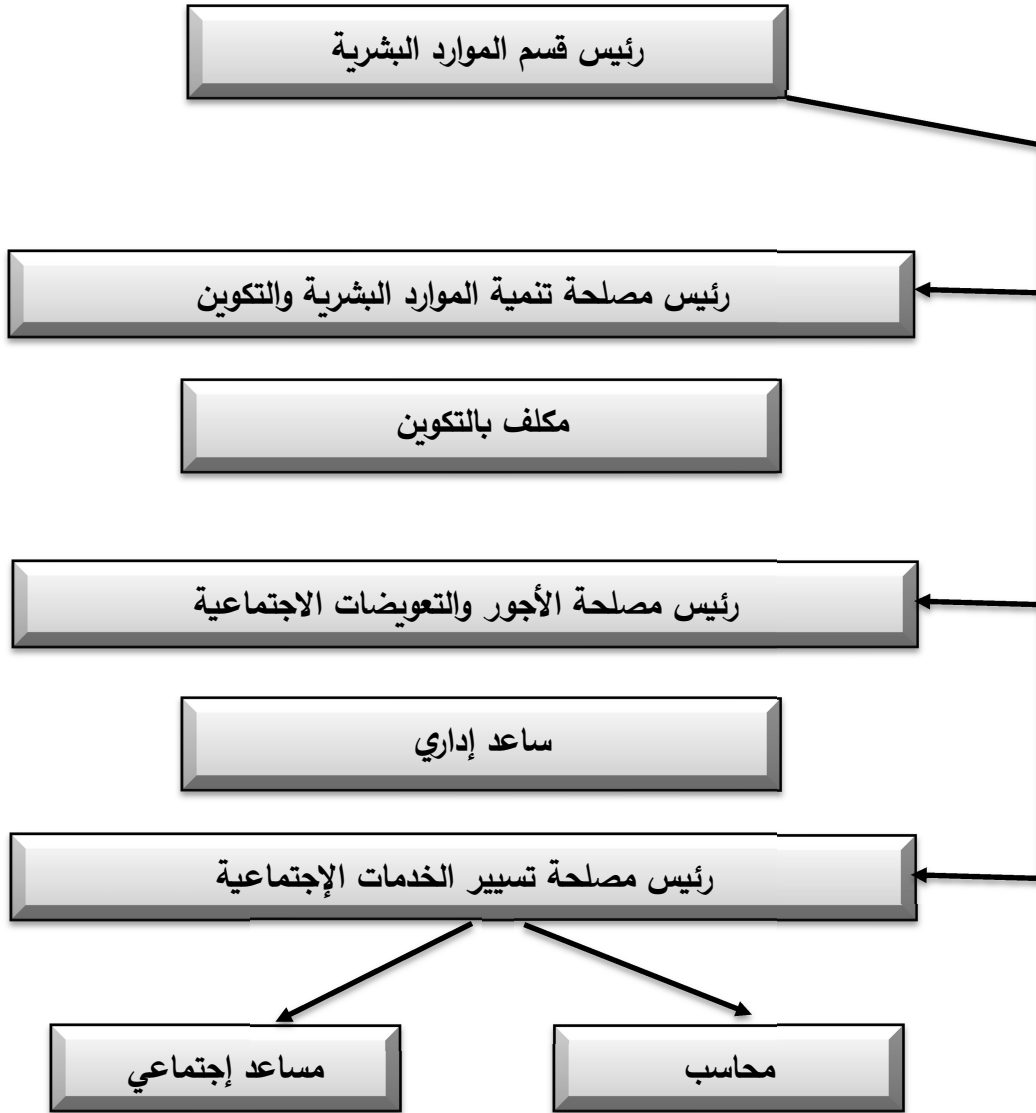 رئيس قسم الموارد البشرية
رئيس مصلحة تنمية الموارد البشرية والتكوين
مكلف بالتكوين
رئيس مصلحة الأجور والتعويضات الاجتماعية
ساعد إداري
رئيس مصلحة تسيير الخدمات الإجتماعية
محاسب
مساعد إجتماعي